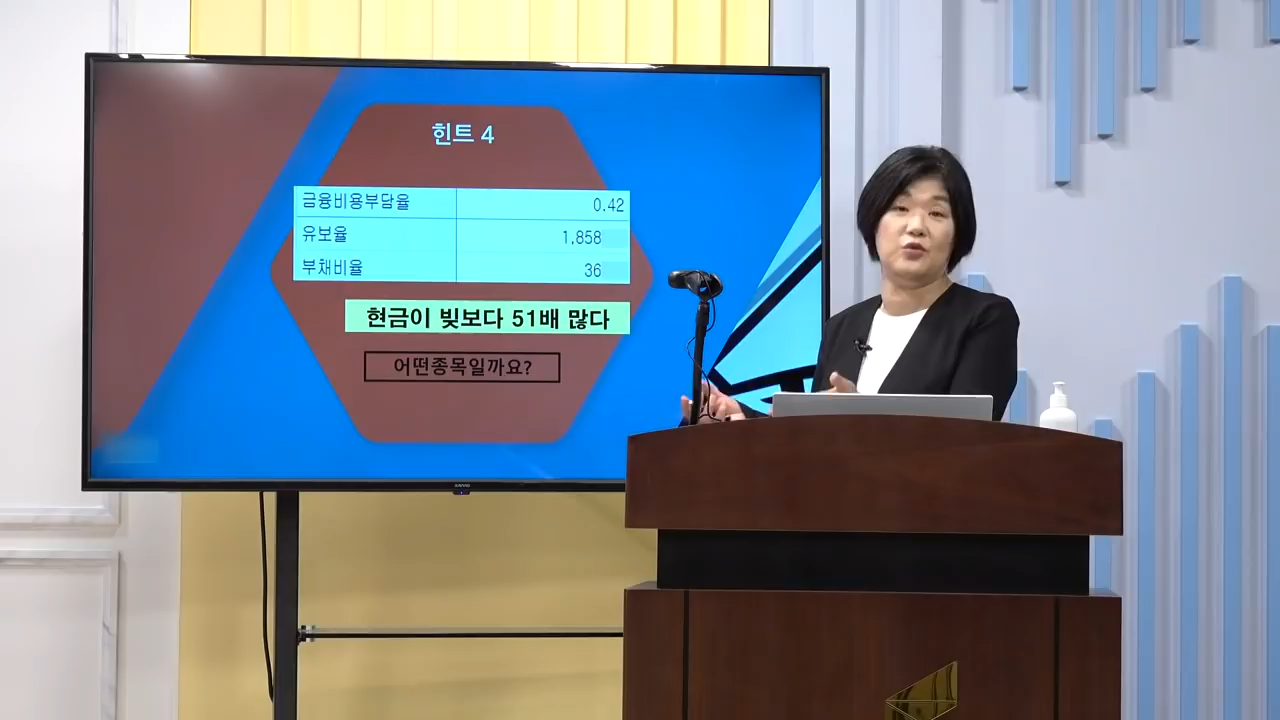 힌트 4
금융비용부담율 0.42
유보율 1,858
부채비율 36
현금이 빚보다 51배 많다
어떤종목일까요?
SAMSUNG